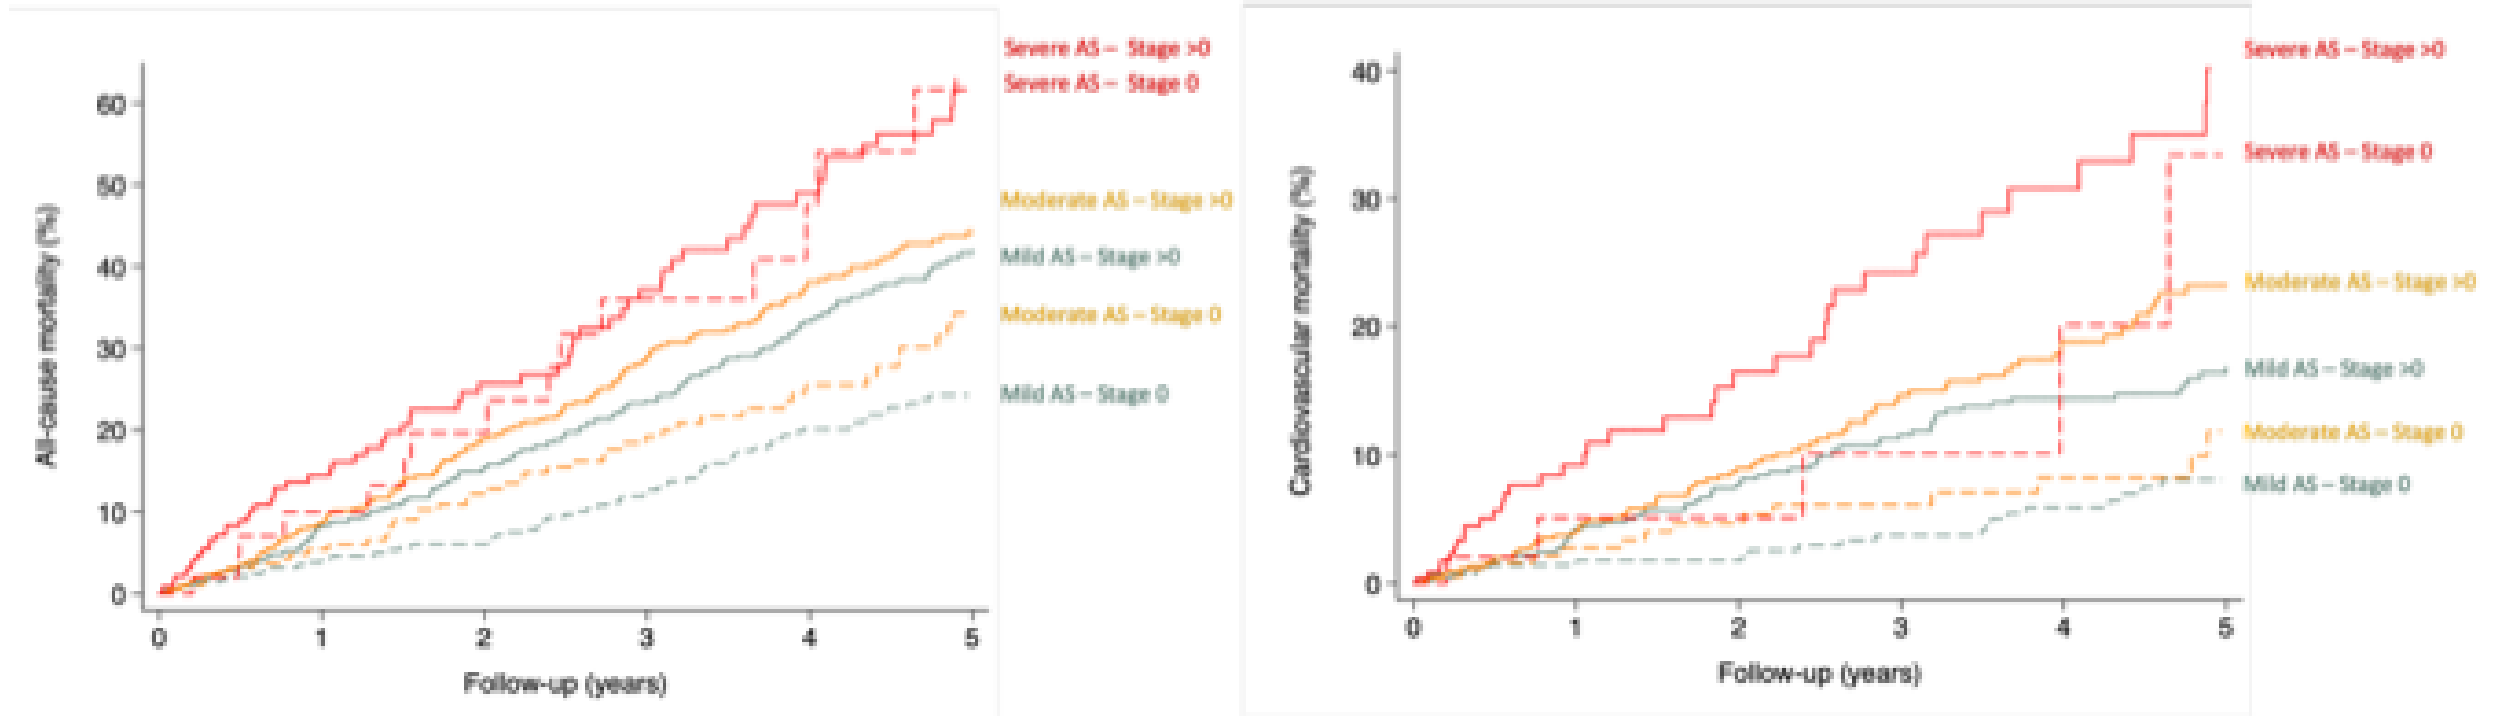 All-cause mortality (%)
60
50
40
30
20
10
0
0 1 2 3 4 5
Follow-up (years)
Severe AS – Stage >0
Severe AS – Stage 0
Moderate AS – Stage >0
Mild AS – Stage >0
Moderate AS – Stage 0
Mild AS – Stage 0
Cardiovascular mortality (%)
40
30
20
10
0
0 1 2 3 4 5
Follow-up (years)
Severe AS – Stage >0
Severe AS – Stage 0
Moderate AS – Stage >0
Mild AS – Stage >0
Moderate AS – Stage 0
Mild AS – Stage 0